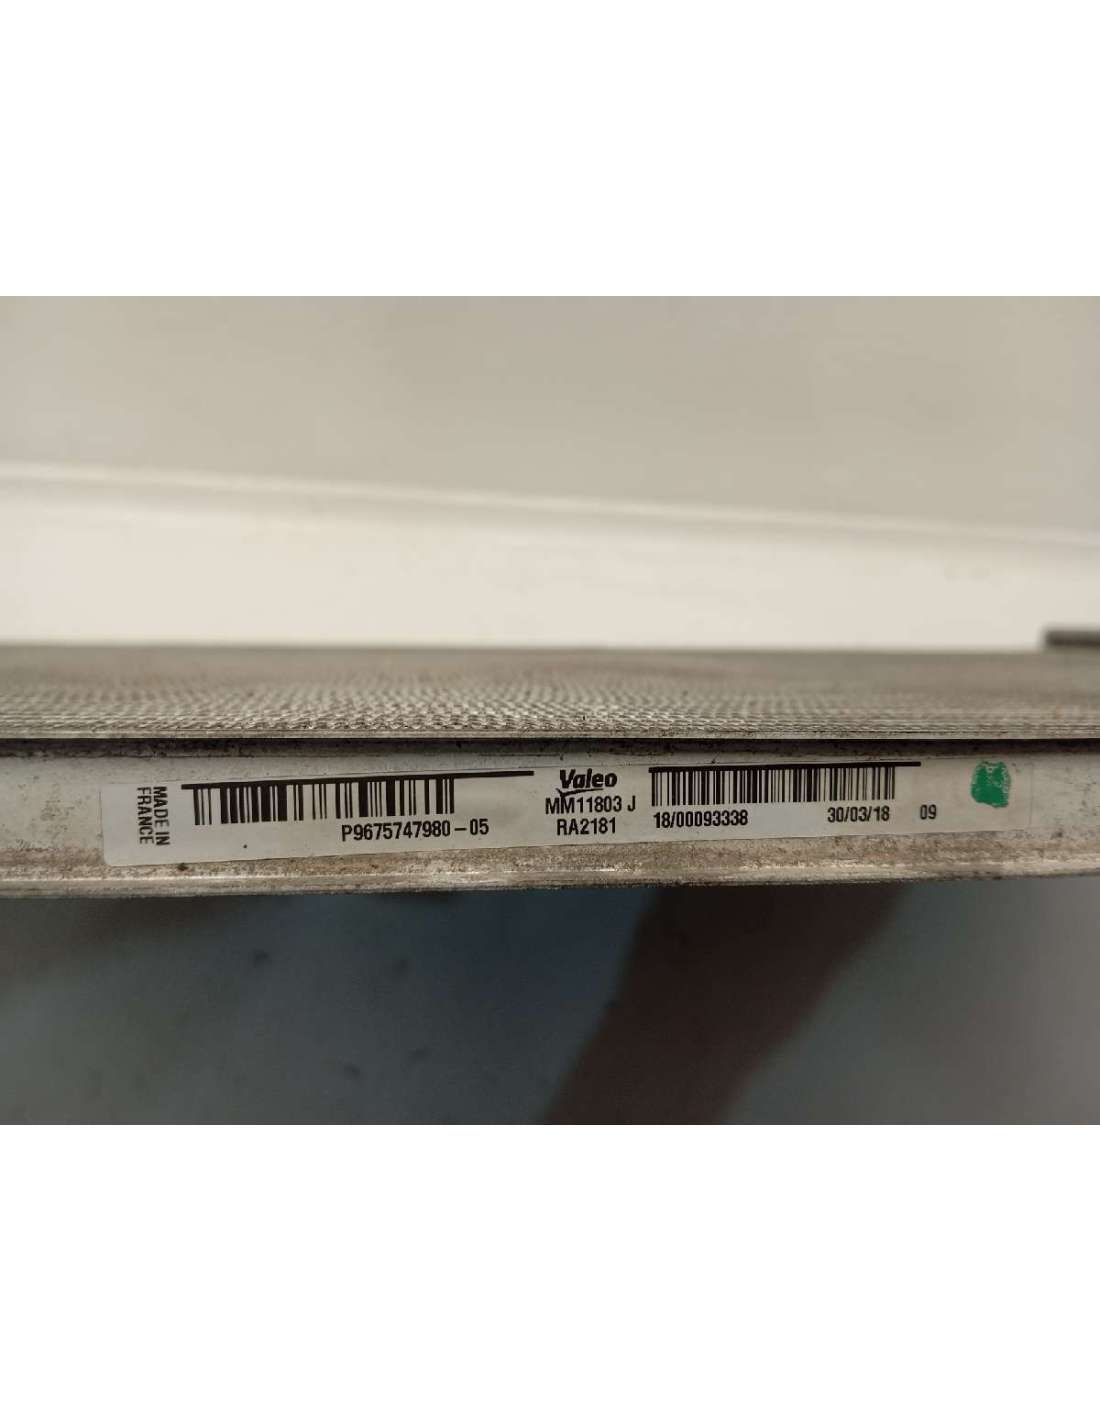 MADE IN
FRANCE
P9675747980-05
Valeo
MM11803 J
RA2181
18/00093338
30/03/18
09